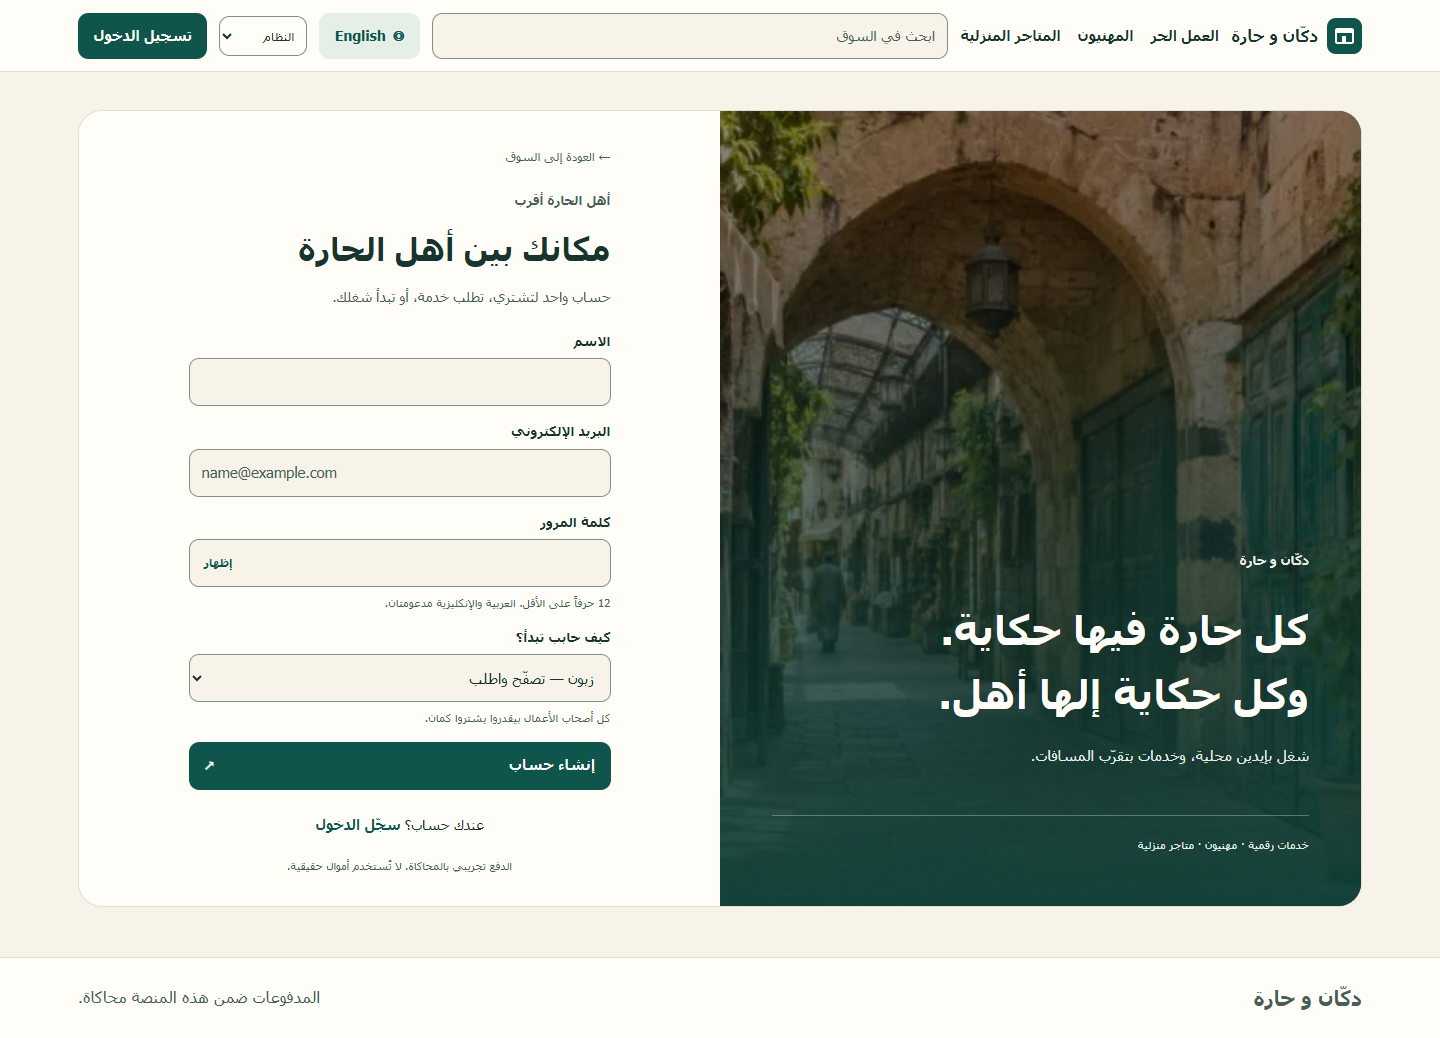 دكّان و حارة
العمل الحر
المهنيون
المتاجر المنزلية
ابحث في السوق
English
النظام
تسجيل الدخول
← العودة إلى السوق
أهل الحارة أقرب
مكانك بين أهل الحارة
حساب واحد لتشتري، تطلب خدمة، أو تبدأ شغلك.
الاسم
البريد الإلكتروني
name@example.com
كلمة المرور
إظهار
12 حرفاً على الأقل. العربية والإنكليزية مدعومتان.
كيف حابب تبدأ؟
زبون — تصفّح واطلب
كل أصحاب الأعمال بيقدروا يشتروا كمان.
إنشاء حساب ↗
عندك حساب؟ سجّل الدخول
الدفع تجريبي بالمحاكاة. لا تُستخدم أموال حقيقية.
دكّان و حارة
كل حارة فيها حكاية.
وكل حكاية إلها أهل.
شغل بإيدين محلية، وخدمات بتقرّب المسافات.
خدمات رقمية · مهنيون · متاجر منزلية
دكّان و حارة
المدفوعات ضمن هذه المنصة محاكاة.